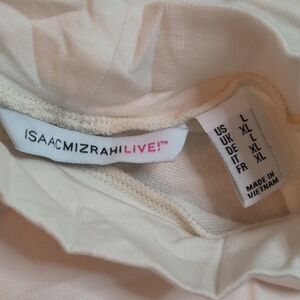 ISAACMIZRAHILIVE!™
US L
UK XL
DE L
IT XL
FR XL
MADE IN
VIETNAM